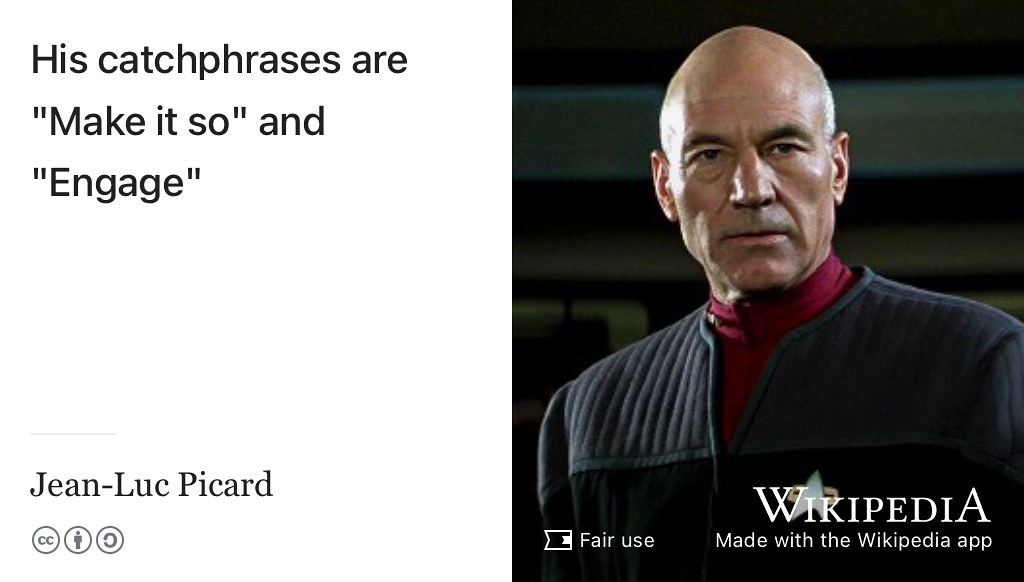 His catchphrases are
"Make it so" and
"Engage"
Jean-Luc Picard
cc
WIKIPEDIA
Fair use
Made with the Wikipedia app